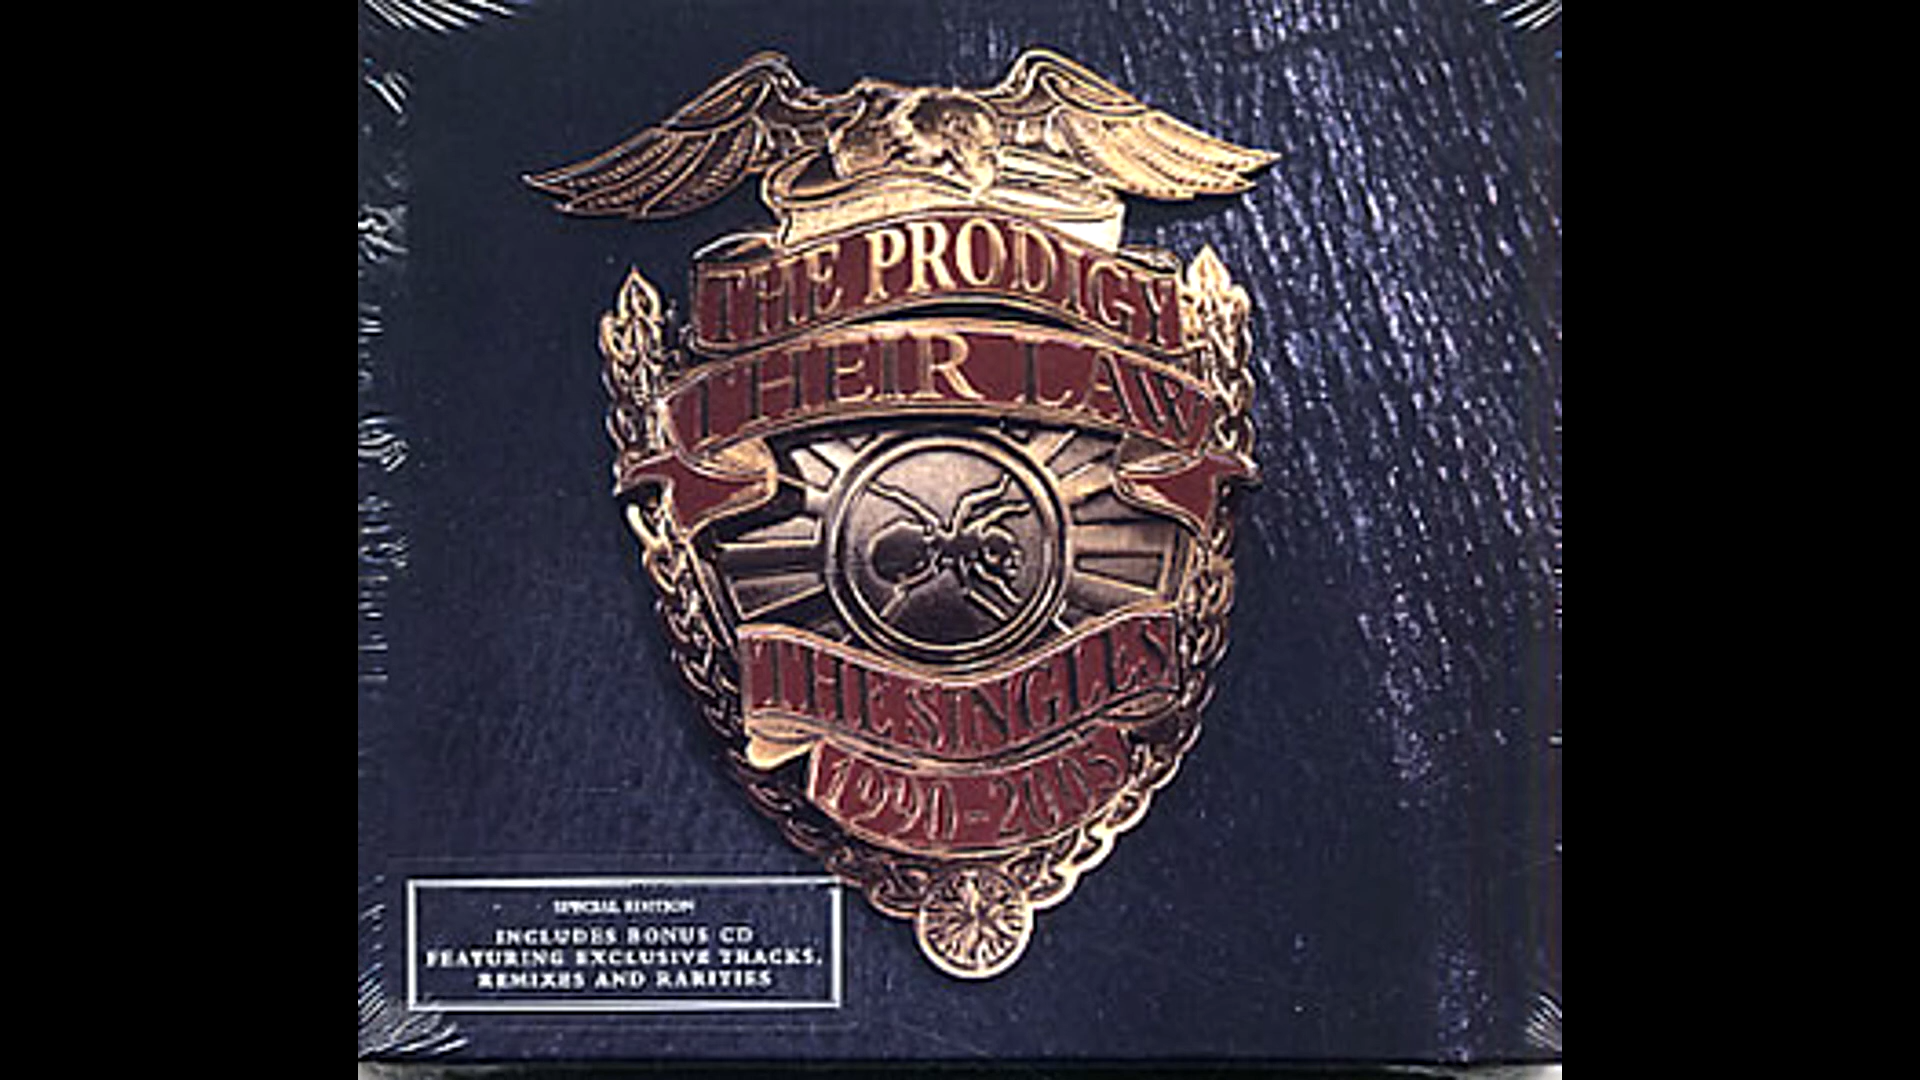 THE PRODIGY
THEIR LAW
THE SINGLES
1990-2005
SPECIAL EDITION
INCLUDES BONUS CD
FEATURING EXCLUSIVE TRACKS,
REMIXES AND RARITIES